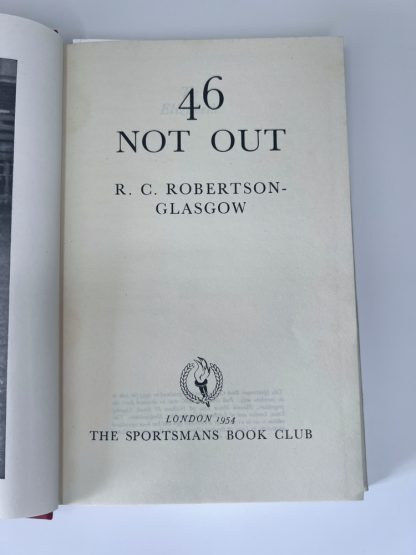 46
NOT OUT
R. C. ROBERTSON-
GLASGOW
LONDON 1954
THE SPORTSMANS BOOK CLUB